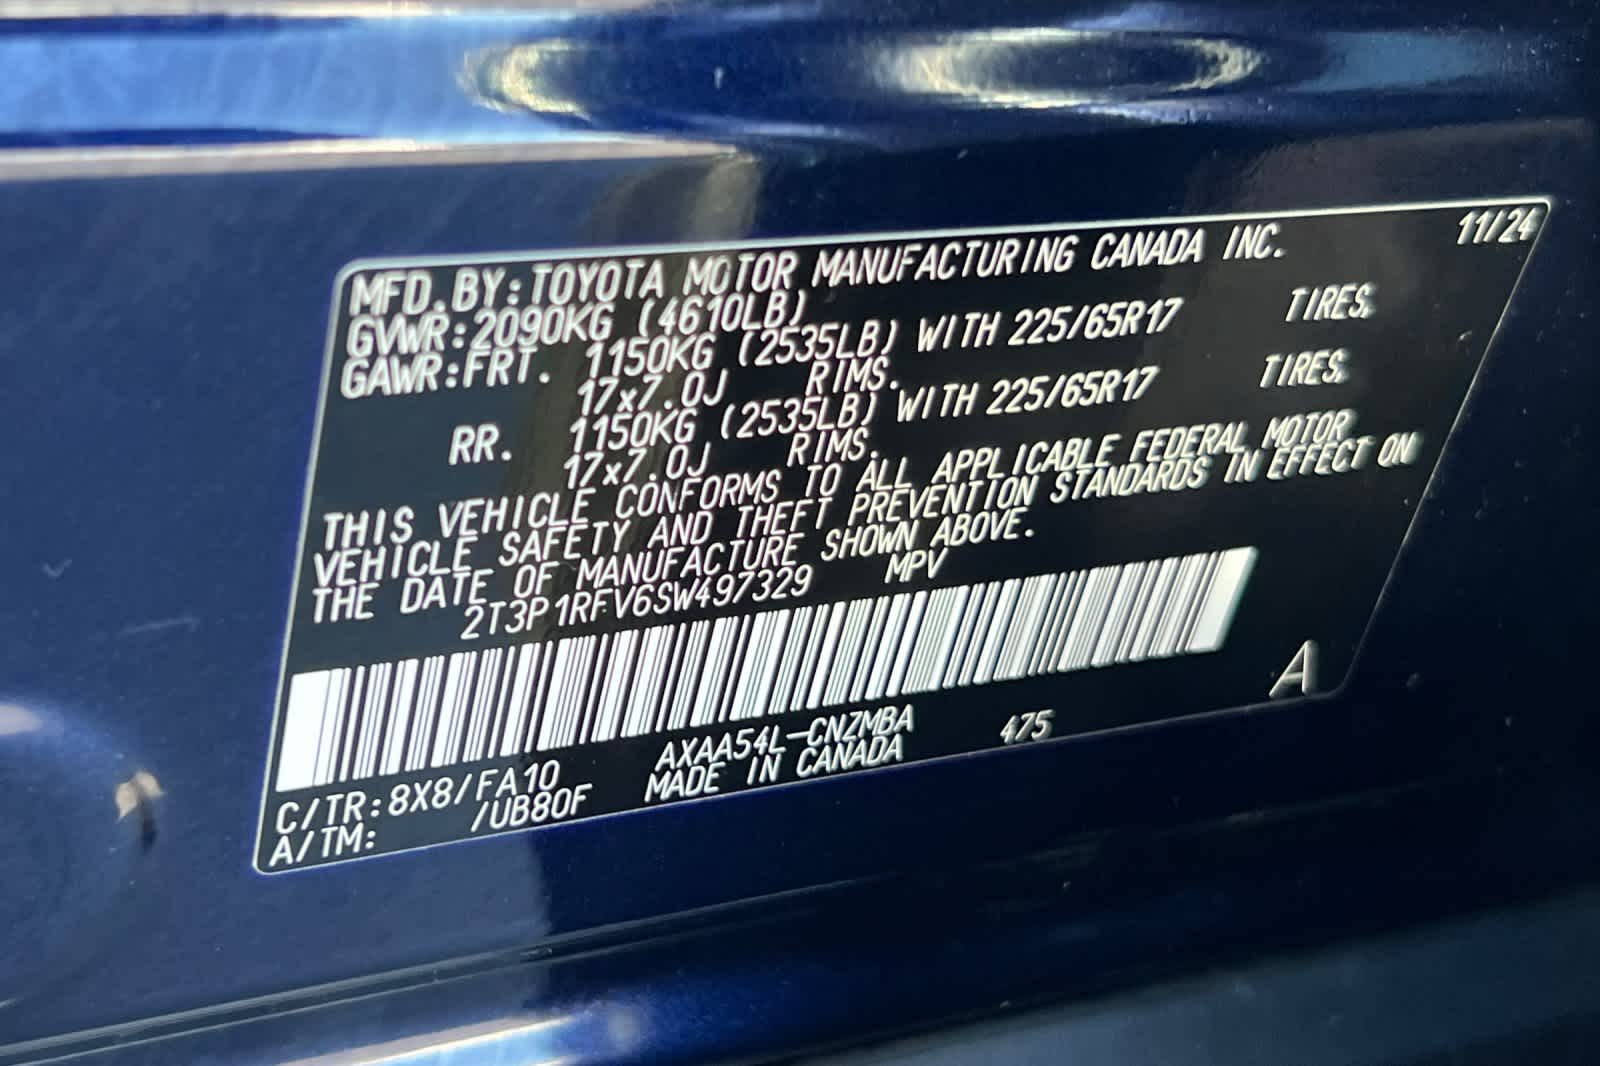 11/24
MFD.BY:TOYOTA MOTOR MANUFACTURING CANADA INC.
GVWR:2090KG (4610LB)
GAWR:FRT. 1150KG (2535LB) WITH 225/65R17 TIRES,
17x7.0J RIMS.
RR. 1150KG (2535LB) WITH 225/65R17 TIRES,
17x7.0J RIMS.
THIS VEHICLE CONFORMS TO ALL APPLICABLE FEDERAL MOTOR
VEHICLE SAFETY AND THEFT PREVENTION STANDARDS IN EFFECT ON
THE DATE OF MANUFACTURE SHOWN ABOVE.
2T3P1RFV6SW497329 MPV
A
C/TR:8X8/FA10 AXAA54L-CNZMBA 475
A/TM: /UB80F MADE IN CANADA